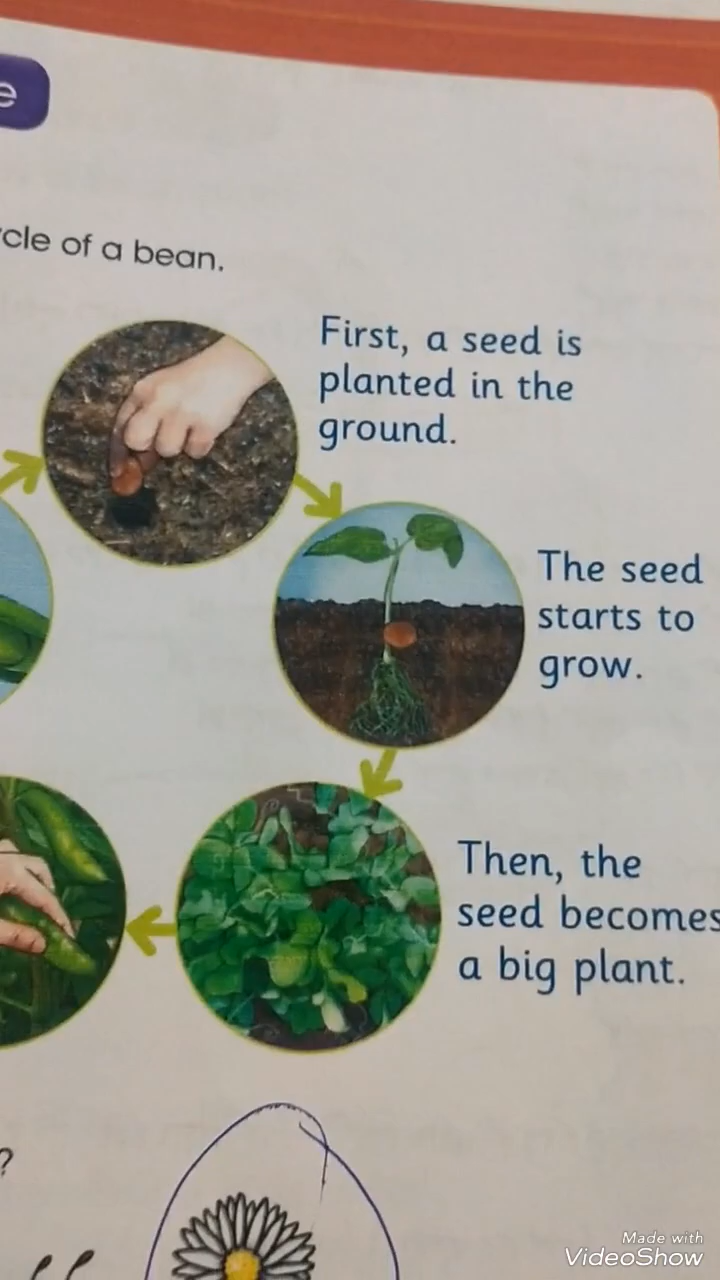 e
cle of a bean.
First, a seed is
planted in the
ground.
The seed
starts to
grow.
Then, the
seed becomes
a big plant.
?
Made with
VideoShow